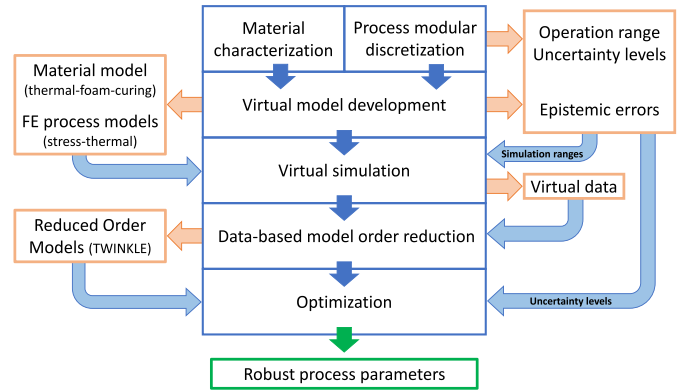 Material
characterization
Process modular
discretization
Operation range
Uncertainty levels
Epistemic errors
Material model
(thermal-foam-curing)
FE process models
(stress-thermal)
Virtual model development
Simulation ranges
Virtual simulation
Virtual data
Reduced Order
Models (TWINKLE)
Data-based model order reduction
Optimization
Uncertainty levels
Robust process parameters